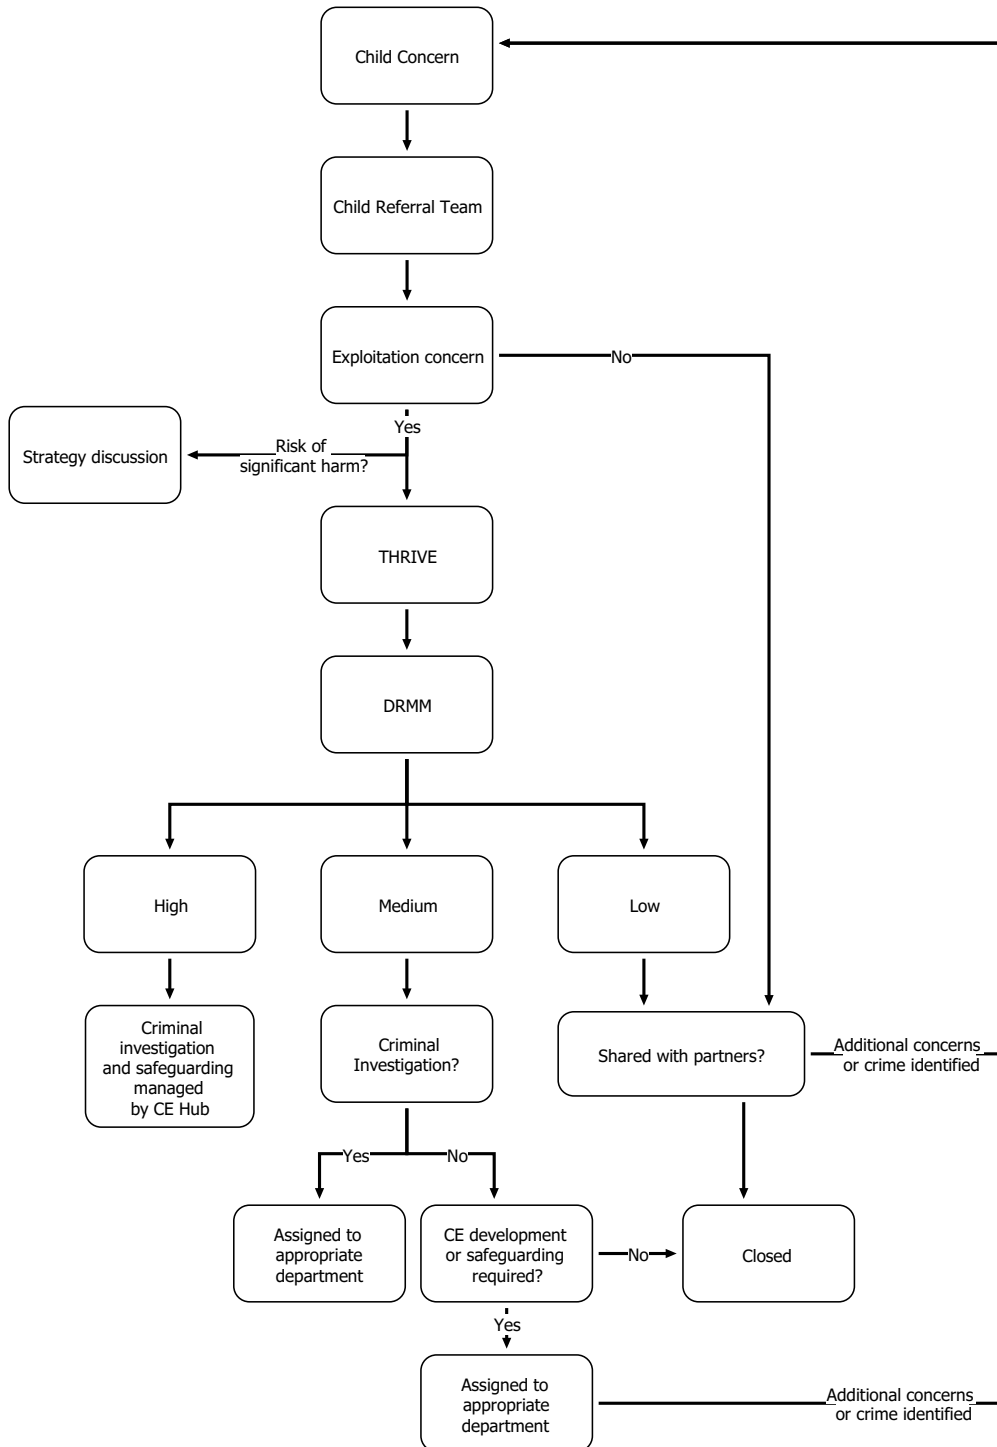 Child Concern
Child Referral Team
Exploitation concern
No
Yes
Strategy discussion
Risk of
significant harm?
THRIVE
DRMM
High
Medium
Low
Criminal
investigation
and safeguarding
managed
by CE Hub
Criminal
Investigation?
Shared with partners?
Additional concerns
or crime identified
Yes
No
Assigned to
appropriate
department
CE development
or safeguarding
required?
No
Closed
Yes
Assigned to
appropriate
department
Additional concerns
or crime identified